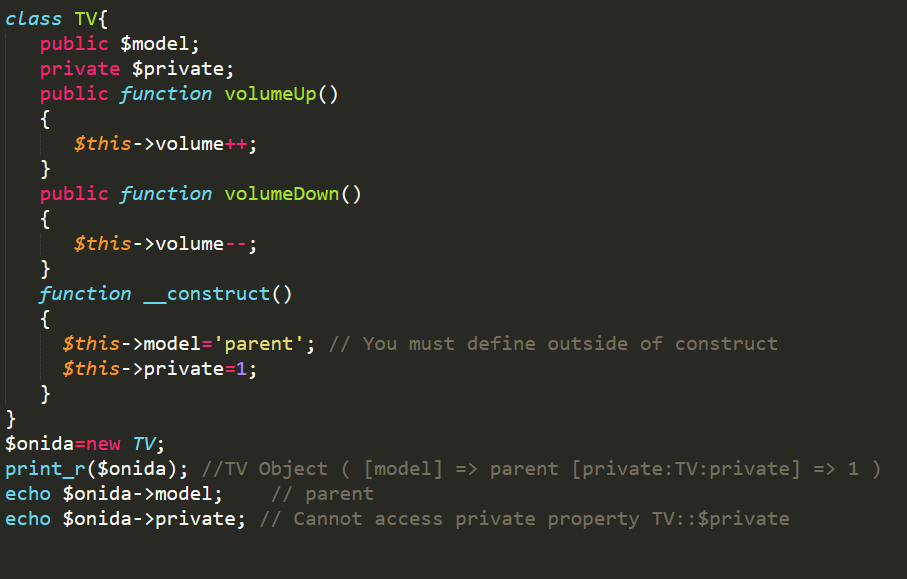 class TV{
public $model;
private $private;
public function volumeUp()
{
$this->volume++;
}
public function volumeDown()
{
$this->volume--;
}
function __construct()
{
$this->model='parent'; // You must define outside of construct
$this->private=1;
}
}
$onida=new TV;
print_r($onida); //TV Object ( [model] => parent [private:TV:private] => 1 )
echo $onida->model;    // parent
echo $onida->private; // Cannot access private property TV::$private